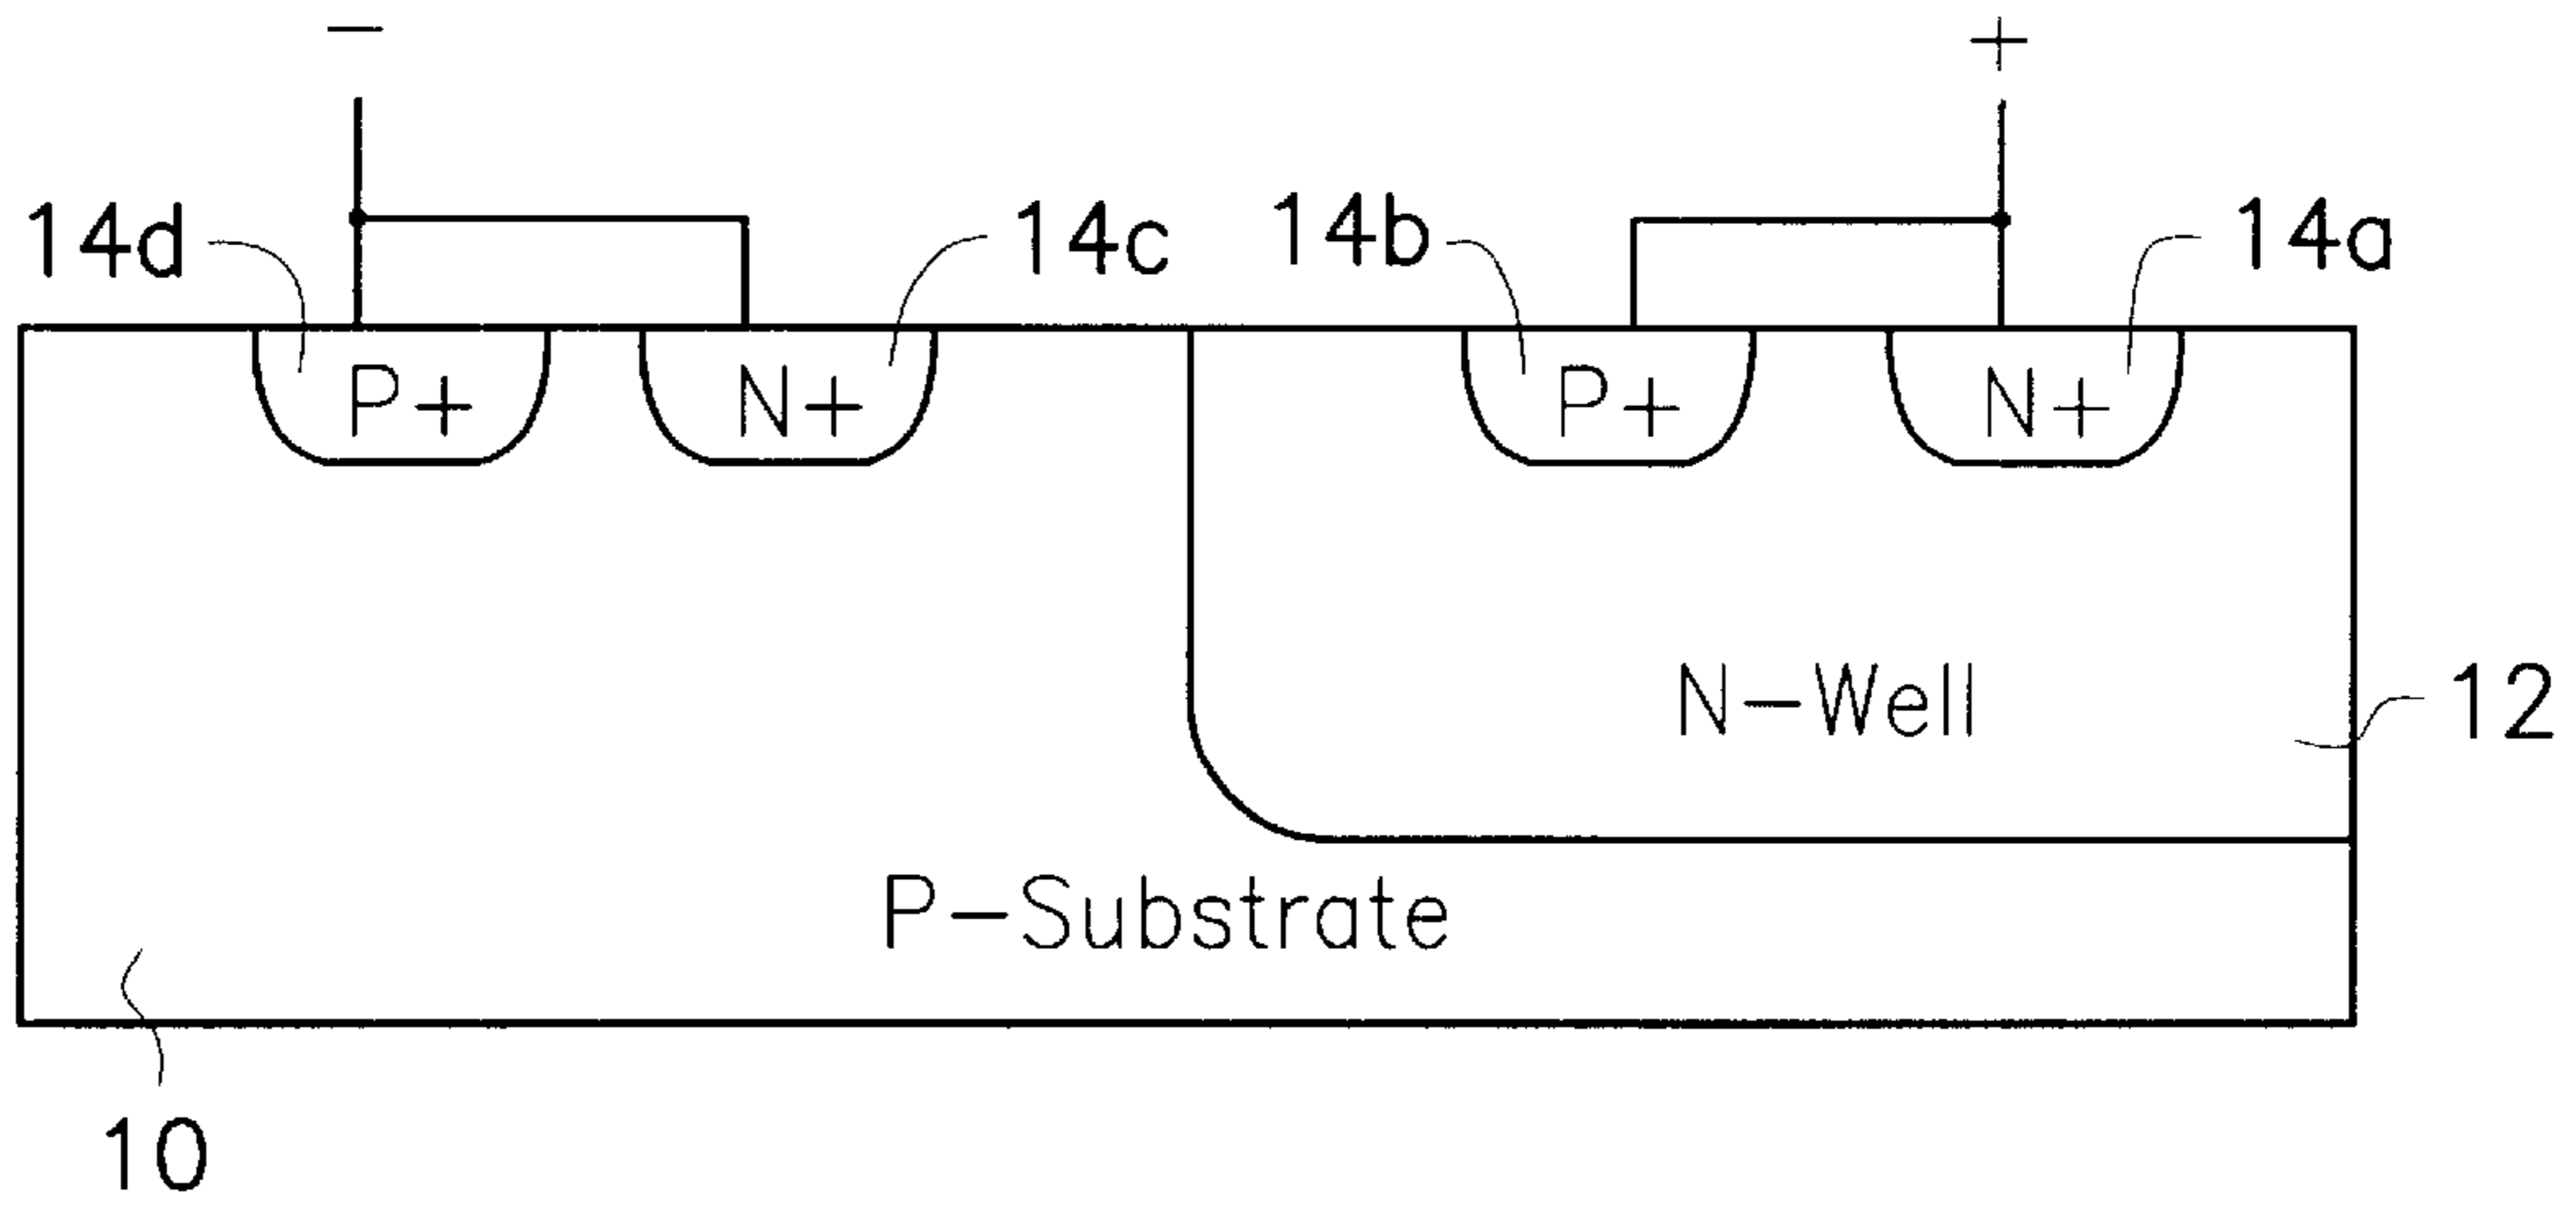 − +
14d 14c 14b 14a
P+ N+ P+ N+
N-Well 12
P-Substrate
10